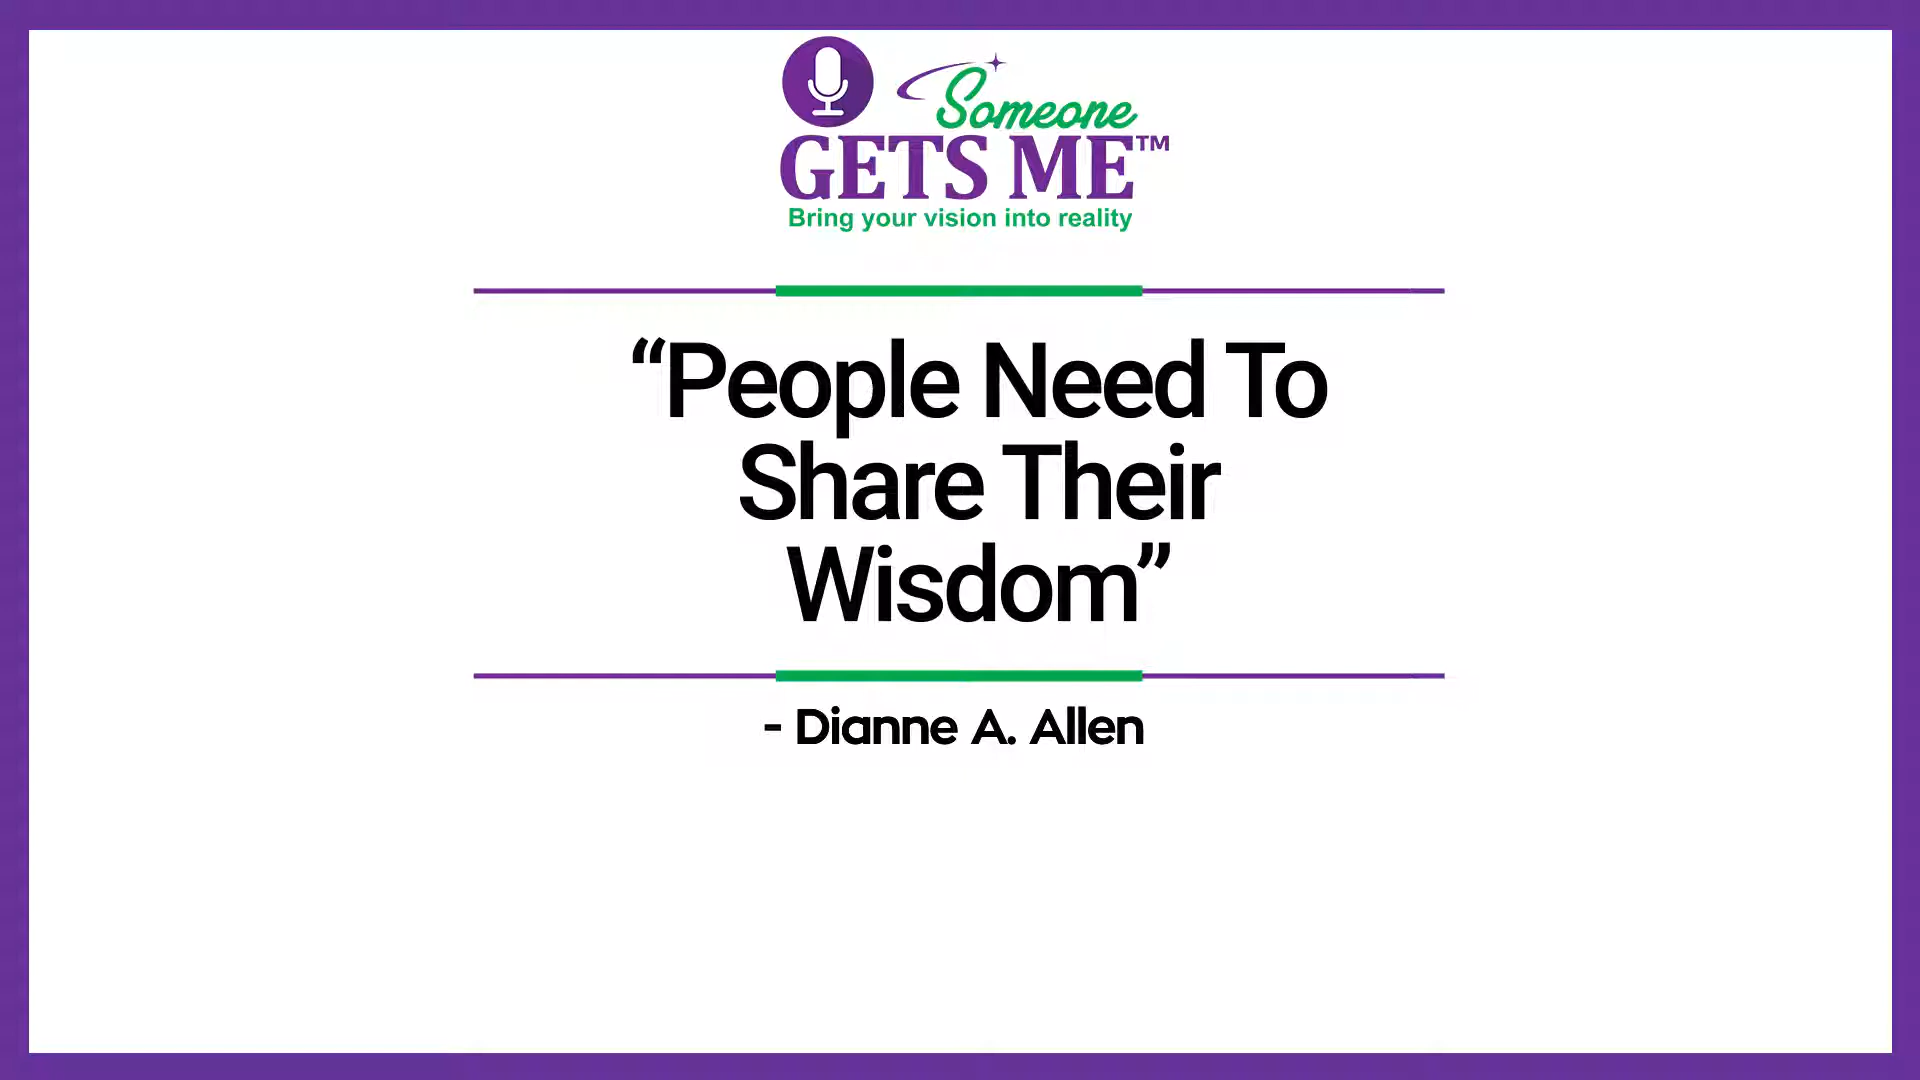 Someone
GETS ME™
Bring your vision into reality
“People Need To
Share Their
Wisdom”
- Dianne A. Allen